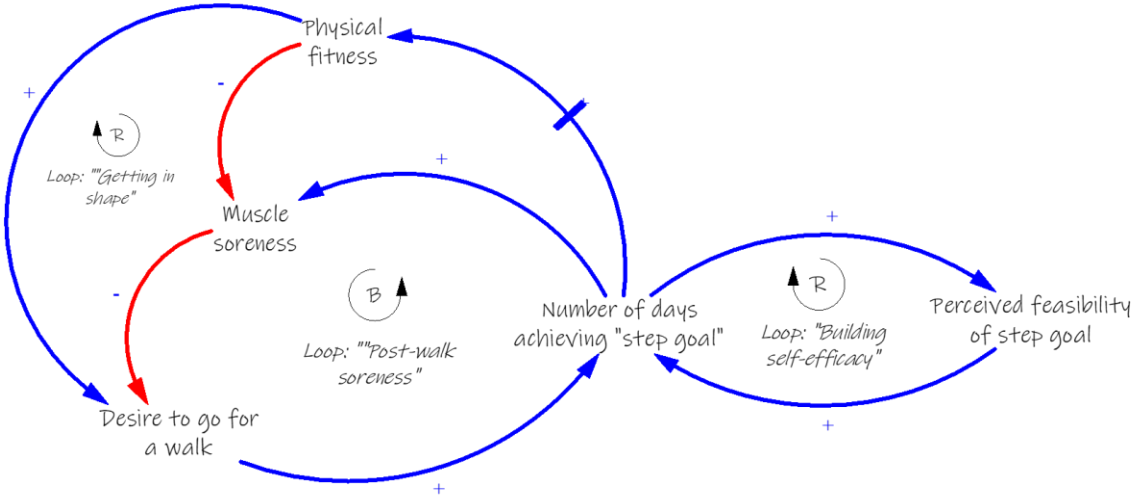 Physical
fitness
+
-
+
R
Loop: ""Getting in
shape"
+
Muscle
soreness
+
R
B
-
Number of days
achieving "step goal"
Perceived feasibility
of step goal
Loop: "Building
self-efficacy"
Loop: ""Post-walk
soreness"
Desire to go for
a walk
+
+